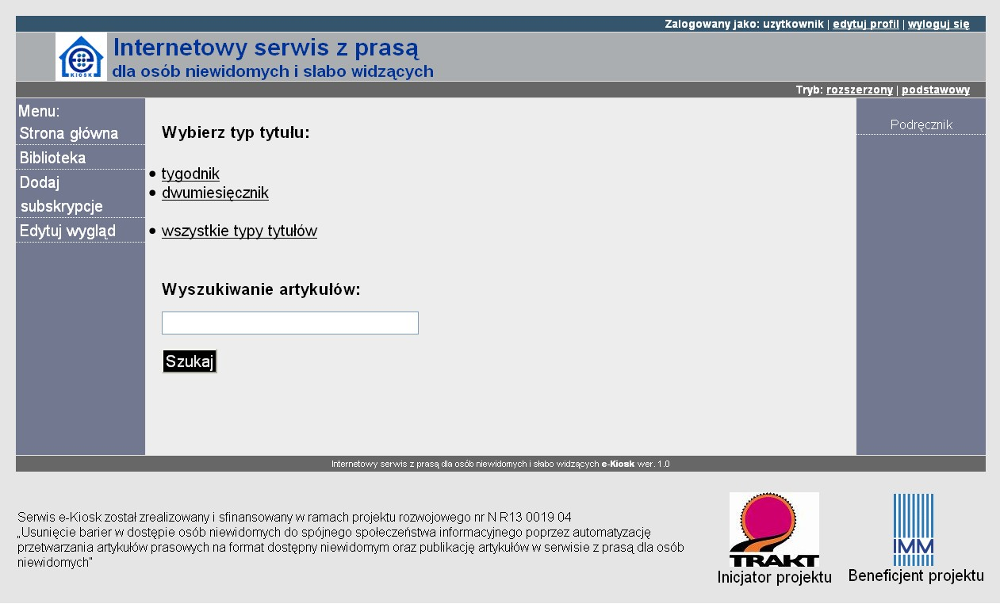 Zalogowany jako: uzytkownik | edytuj profil | wyloguj się
KIOSK
Internetowy serwis z prasą
dla osób niewidomych i slabo widzących
Tryb: rozszerzony | podstawowy
Menu:
Strona główna
Biblioteka
Dodaj
subskrypcje
Edytuj wygląd
Wybierz typ tytulu:
• tygodnik
• dwumiesięcznik
• wszystkie typy tytułów
Wyszukiwanie artykulów:
Szukaj
Podręcznik
Internetowy serwis z prasą dla osób niewidomych i słabo widzących e-Kiosk wer. 1.0
Serwis e-Kiosk został zrealizowany i sfinansowany w ramach projektu rozwojowego nr N R13 0019 04
„Usunięcie barier w dostępie osób niewidomych do spójnego społeczeństwa informacyjnego poprzez automatyzację
przetwarzania artykułów prasowych na format dostępny niewidomym oraz publikację artykułów w serwisie z prasą dla osób
niewidomych”
TRAKT
Inicjator projektu
IMM
Beneficjent projektu